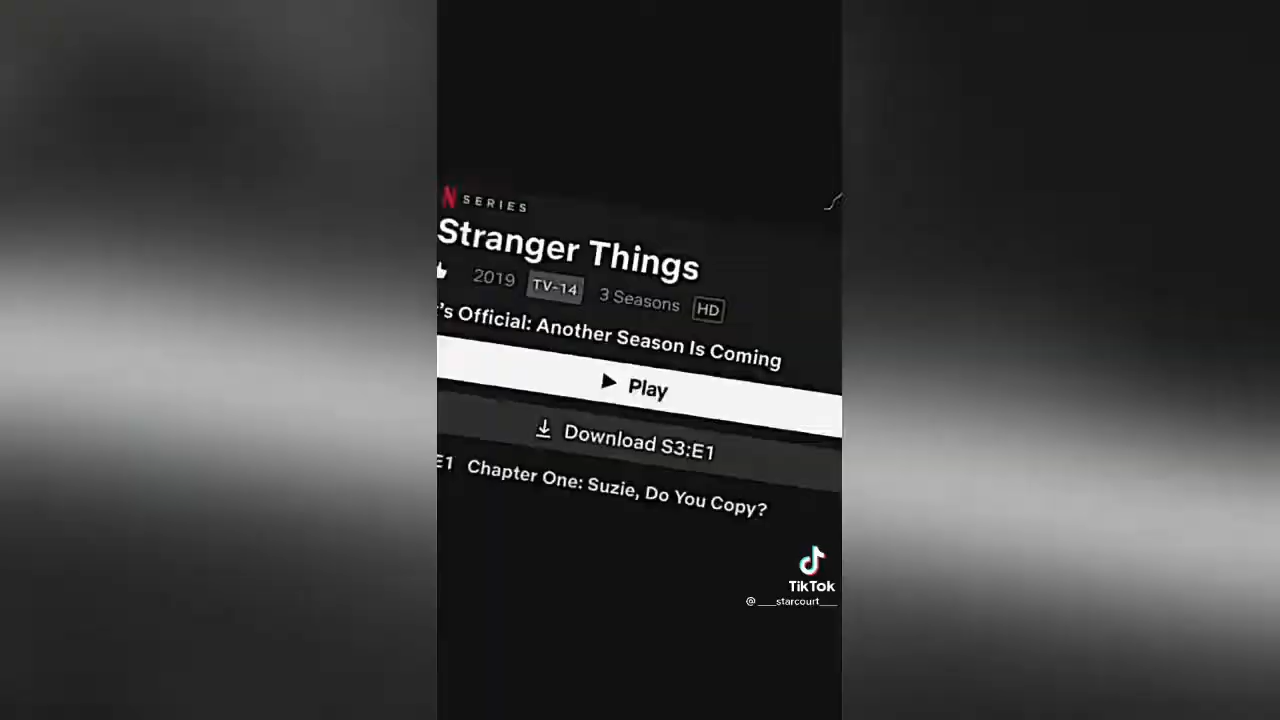 N SERIES
Stranger Things
2019 TV-14 3 Seasons HD
's Official: Another Season Is Coming
Play
Download S3:E1
E1 Chapter One: Suzie, Do You Copy?
TikTok
@ ___starcourt___